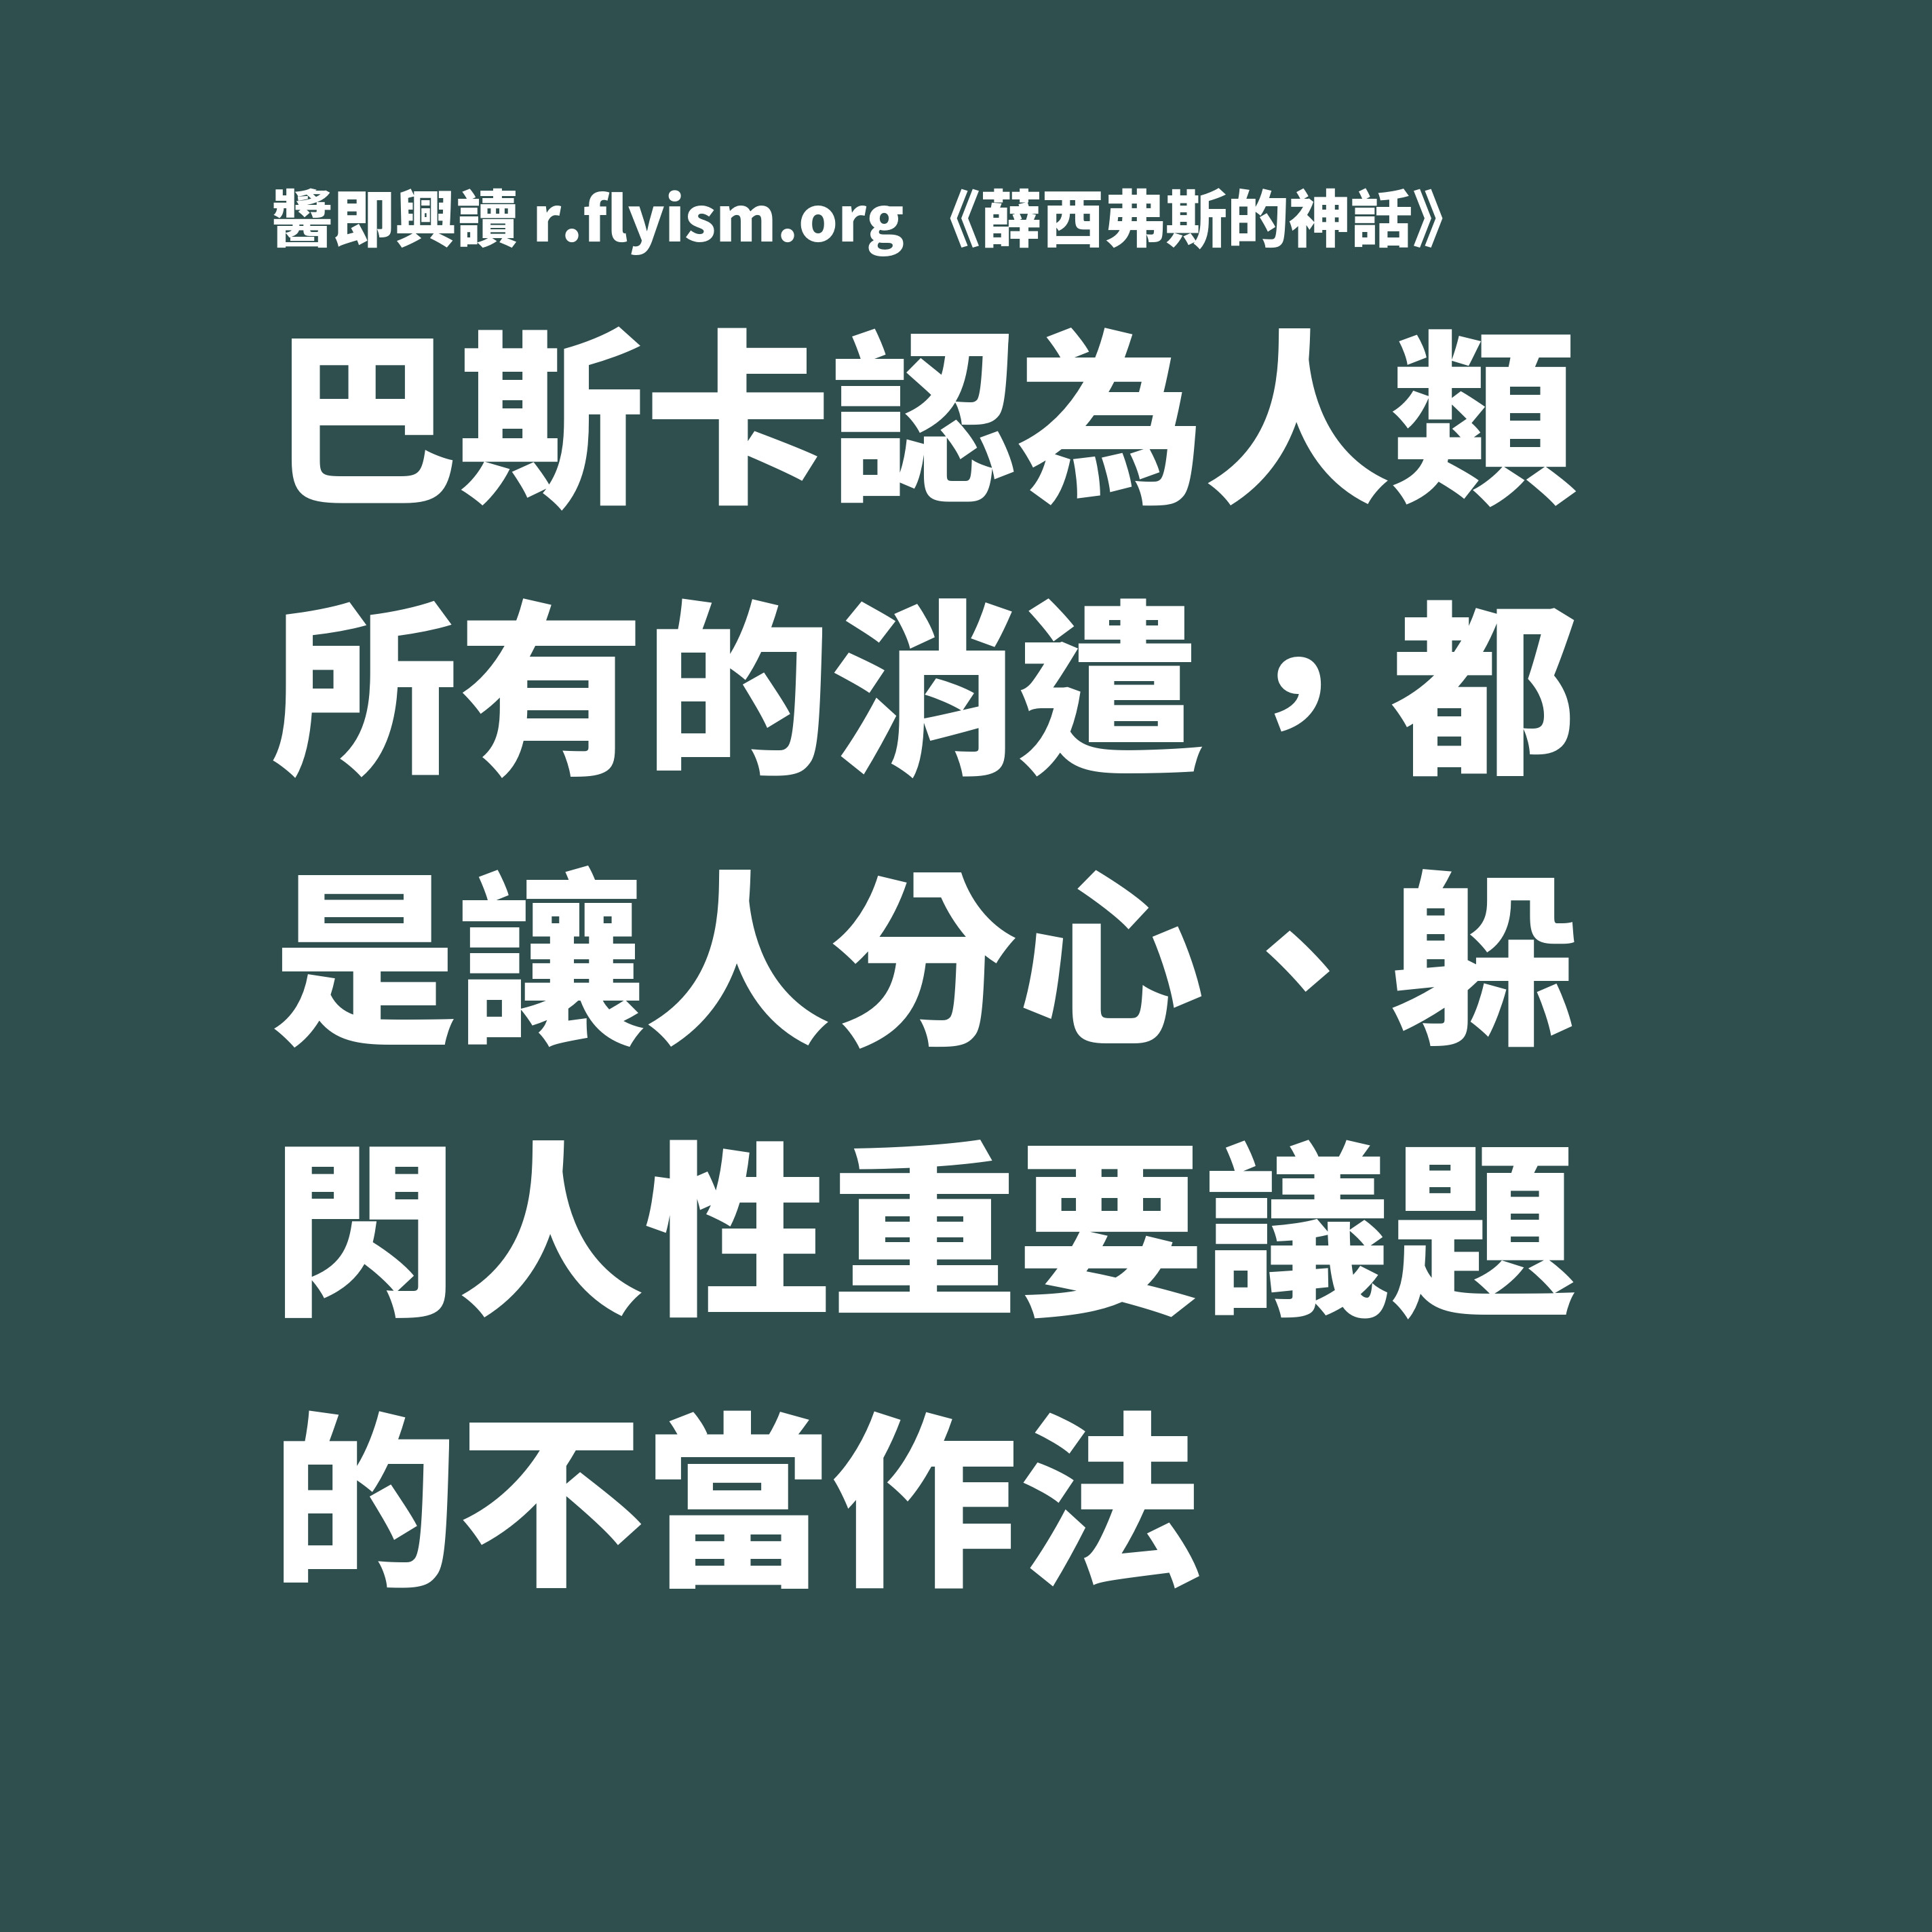 騖即個讀 r.flyism.org 《薛西弗斯的神話》
巴斯卡認為人類
所有的消遣，都
是讓人分心、躲
閃人性重要議題
的不當作法